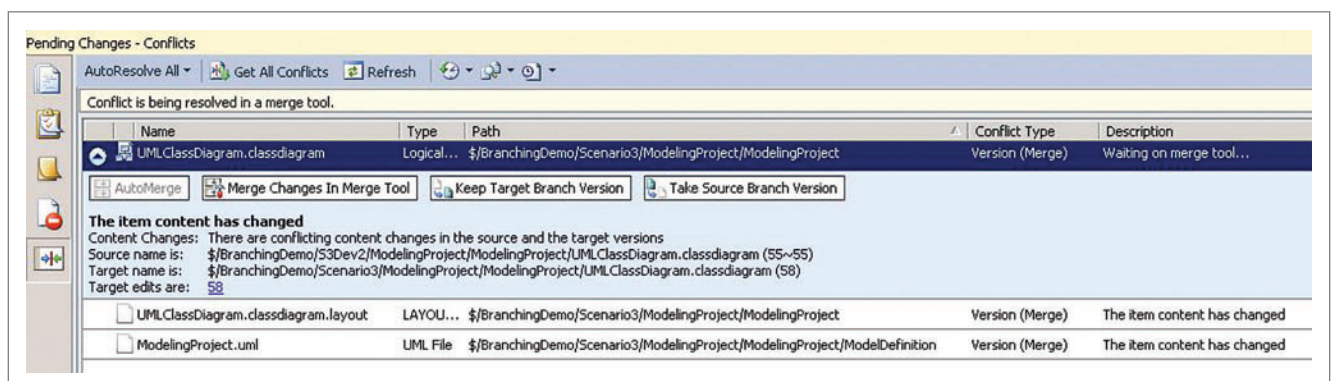 Pending Changes - Conflicts
AutoResolve All Get All Conflicts Refresh
Conflict is being resolved in a merge tool.
Name Type Path Conflict Type Description
UMLClassDiagram.classdiagram Logical... $/BranchingDemo/Scenario3/ModelingProject/ModelingProject Version (Merge) Waiting on merge tool...
AutoMerge Merge Changes In Merge Tool Keep Target Branch Version Take Source Branch Version
The item content has changed
Content Changes: There are conflicting content changes in the source and the target versions
Source name is: $/BranchingDemo/S3Dev2/ModelingProject/ModelingProject/UMLClassDiagram.classdiagram (55~55)
Target name is: $/BranchingDemo/Scenario3/ModelingProject/ModelingProject/UMLClassDiagram.classdiagram (58)
Target edits are: 58
UMLClassDiagram.classdiagram.layout LAYOU... $/BranchingDemo/Scenario3/ModelingProject/ModelingProject Version (Merge) The item content has changed
ModelingProject.uml UML File $/BranchingDemo/Scenario3/ModelingProject/ModelingProject/ModelDefinition Version (Merge) The item content has changed